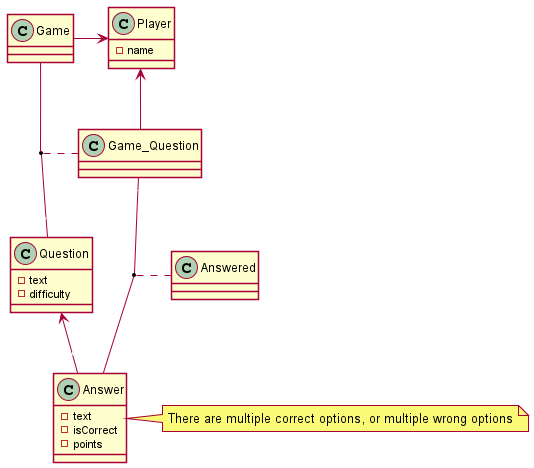 C Game
C Player
name
C Game_Question
C Question
text
difficulty
C Answered
C Answer
text
isCorrect
points
There are multiple correct options, or multiple wrong options